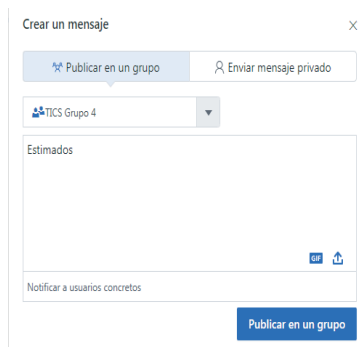 Crear un mensaje
Publicar en un grupo
Enviar mensaje privado
TICS Grupo 4
Estimados
GIF
Notificar a usuarios concretos
Publicar en un grupo